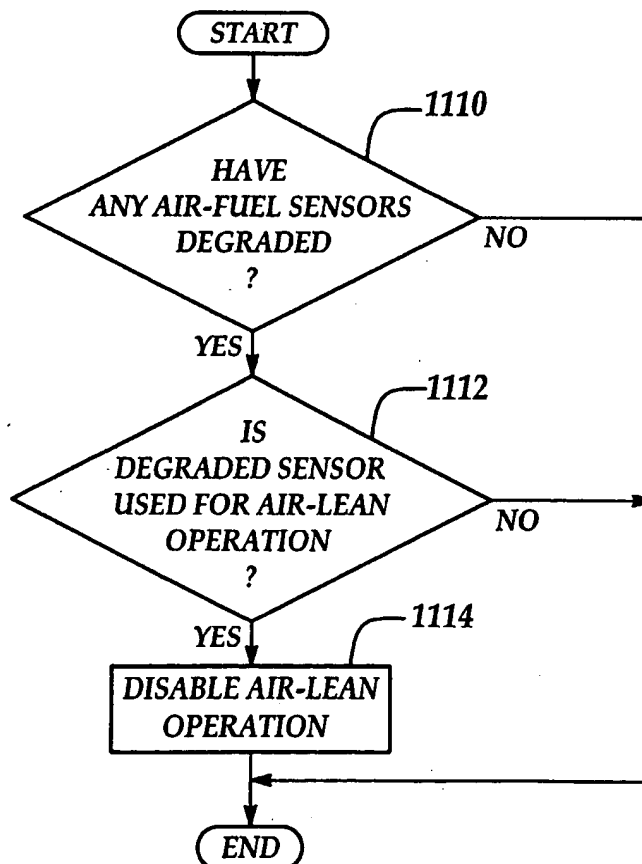 START
1110
HAVE
ANY AIR-FUEL SENSORS
DEGRADED
?
NO
YES
1112
IS
DEGRADED SENSOR
USED FOR AIR-LEAN
OPERATION
?
NO
YES
1114
DISABLE AIR-LEAN
OPERATION
END